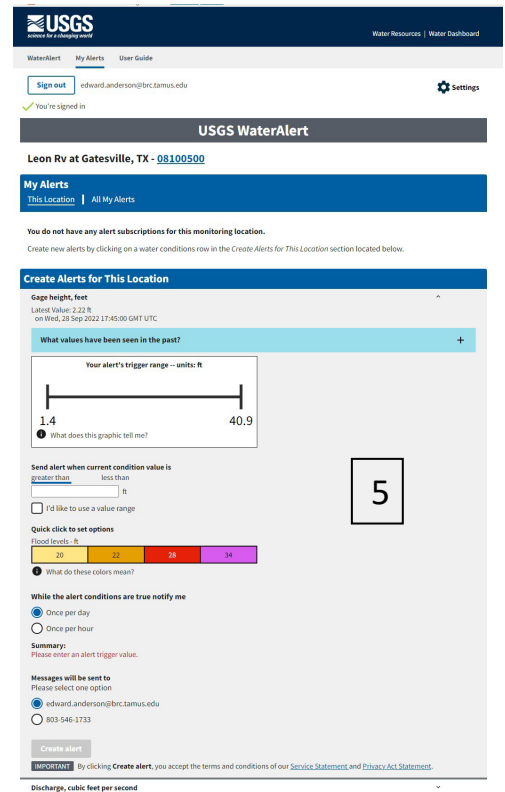 USGS
science for a changing world
Water Resources | Water Dashboard
WaterAlert My Alerts User Guide
Sign out edward.anderson@brc.tamus.edu
Settings
You're signed in
USGS WaterAlert
Leon Rv at Gatesville, TX - 08100500
My Alerts
This Location | All My Alerts
You do not have any alert subscriptions for this monitoring location.
Create new alerts by clicking on a water conditions row in the Create Alerts for This Location section located below.
Create Alerts for This Location
Gage height, feet
Latest Value: 2.22 ft
on Wed, 28 Sep 2022 17:45:00 GMT UTC
What values have been seen in the past? +
Your alert's trigger range -- units: ft
1.4 40.9
What does this graphic tell me?
Send alert when current condition value is
greater than less than
ft
I'd like to use a value range
5
Quick click to set options
Flood levels - ft
20 22 28 34
What do these colors mean?
While the alert conditions are true notify me
Once per day
Once per hour
Summary:
Please enter an alert trigger value.
Messages will be sent to
Please select one option
edward.anderson@brc.tamus.edu
803-546-1733
Create alert
IMPORTANT By clicking Create alert, you accept the terms and conditions of our Service Statement and Privacy Act Statement.
Discharge, cubic feet per second